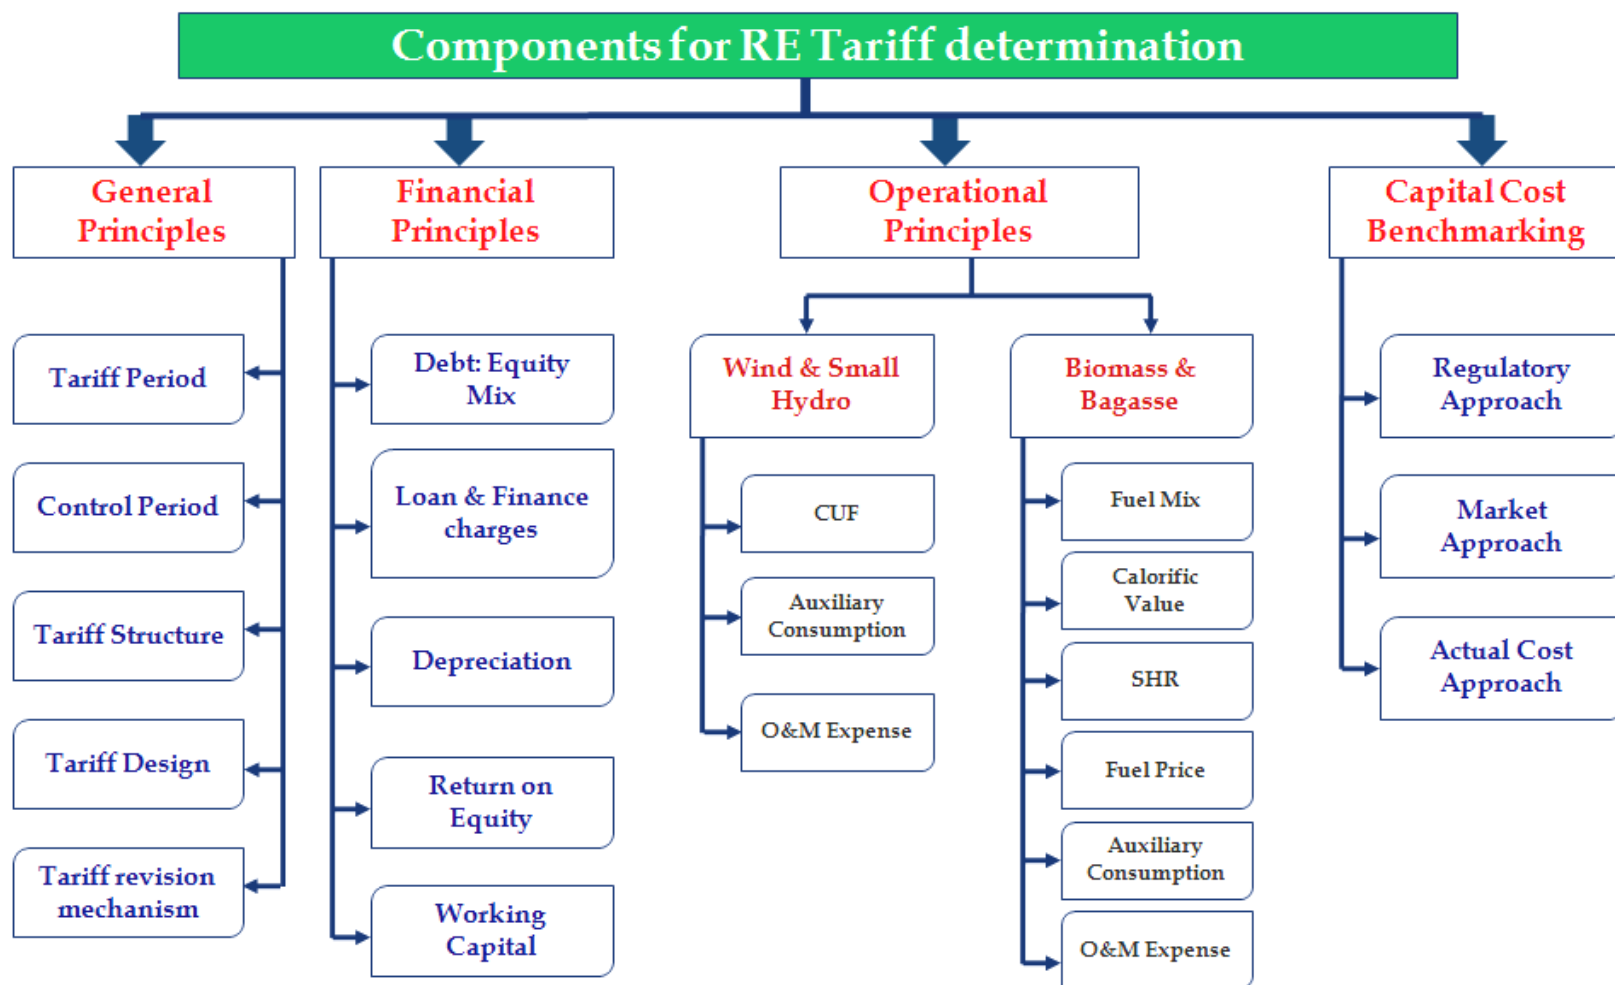 Components for RE Tariff determination
General
Principles
Tariff Period
Control Period
Tariff Structure
Tariff Design
Tariff revision
mechanism
Financial
Principles
Debt: Equity
Mix
Loan & Finance
charges
Depreciation
Return on
Equity
Working
Capital
Operational
Principles
Wind & Small
Hydro
CUF
Auxiliary
Consumption
O&M Expense
Biomass &
Bagasse
Fuel Mix
Calorific
Value
SHR
Fuel Price
Auxiliary
Consumption
O&M Expense
Capital Cost
Benchmarking
Regulatory
Approach
Market
Approach
Actual Cost
Approach